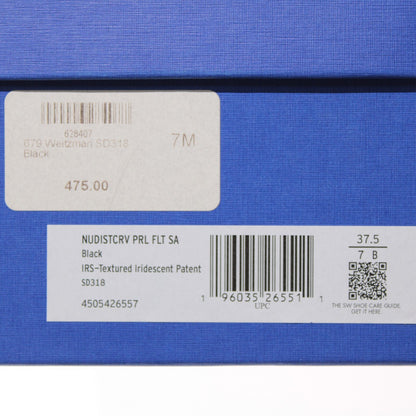 628407
079 Weitzman SD318
7M
Black
475.00
NUDISTCRV PRL FLT SA
Black
IRS-Textured Iridescent Patent
SD318
4505426557
1 96035 26551 1
UPC
37.5
7 B
THE SW SHOE CARE GUIDE.
GET IT HERE